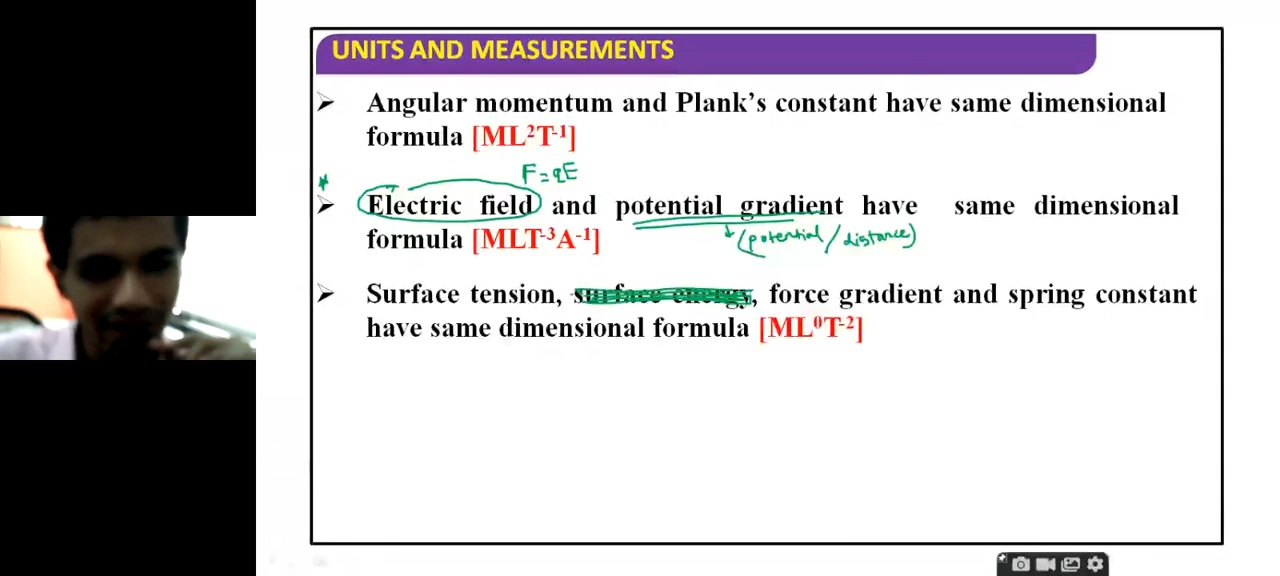 UNITS AND MEASUREMENTS
Angular momentum and Plank's constant have same dimensional
formula [ML²T⁻¹]
F = qE
Electric field and potential gradient have same dimensional
formula [MLT⁻³A⁻¹]
(potential / distance)
Surface tension, surface energy, force gradient and spring constant
have same dimensional formula [ML⁰T⁻²]